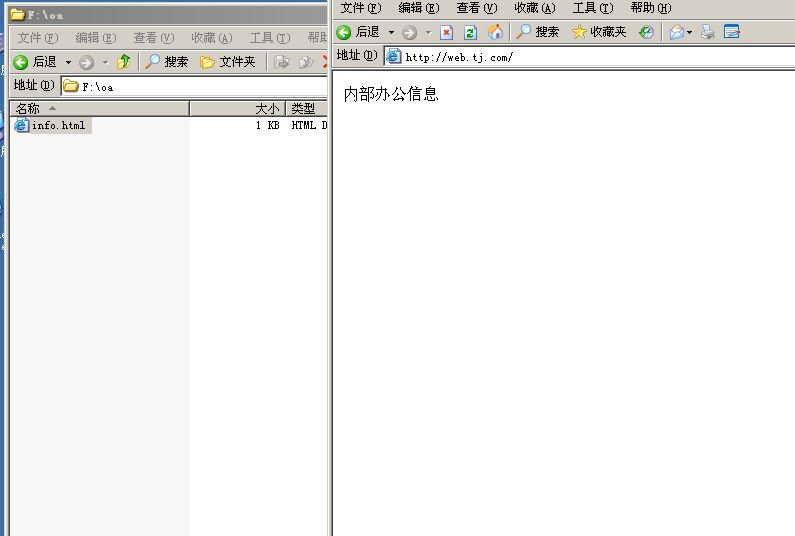 F:\oa
文件(F) 编辑(E) 查看(V) 收藏(A) 工具(T) 帮助
后退 搜索 文件夹
地址(D) F:\oa
名称 大小 类型
info.html 1 KB HTML D
文件(F) 编辑(E) 查看(V) 收藏(A) 工具(T) 帮助(H)
后退 搜索 收藏夹
地址(D) http://web.tj.com/
内部办公信息